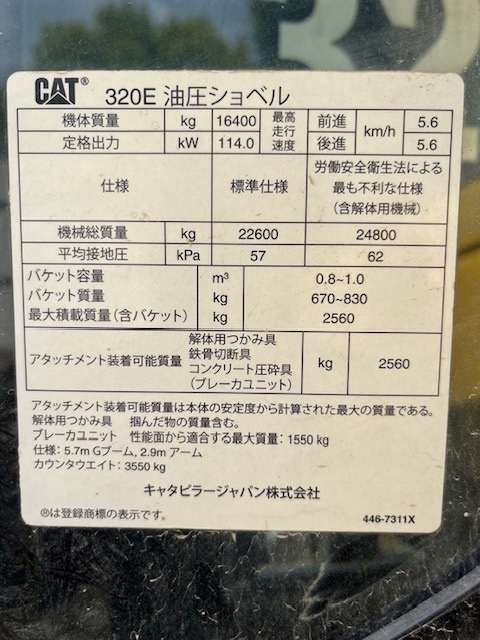 CAT® 320E 油圧ショベル
機体質量 kg 16400 最高走行速度 前進 km/h 5.6
定格出力 kW 114.0 後進 5.6
仕様 標準仕様 労働安全衛生法による
最も不利な仕様
(含解体用機械)
機械総質量 kg 22600 24800
平均接地圧 kPa 57 62
バケット容量 m³ 0.8~1.0
バケット質量 kg 670~830
最大積載質量(含バケット) kg 2560
アタッチメント装着可能質量 解体用つかみ具 kg 2560
鉄骨切断具
コンクリート圧砕具
(ブレーカユニット)
アタッチメント装着可能質量は本体の安定度から計算された最大の質量である。
解体用つかみ具 掴んだ物の質量含む。
ブレーカユニット 性能面から適合する最大質量: 1550 kg
仕様: 5.7m Gブーム, 2.9m アーム
カウンタウエイト: 3550 kg
キャタピラージャパン株式会社
®は登録商標の表示です。 446-7311X